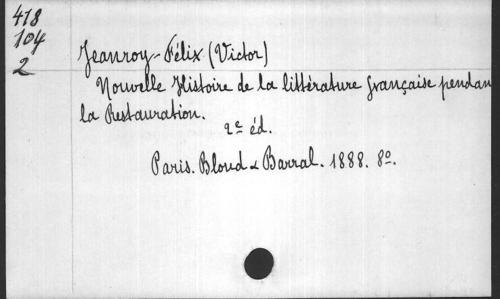 418
104
2
Jeanroy-Félix (Victor)
Nouvelle Histoire de la littérature française pendan
la Restauration.
2e éd.
Paris. Bloud & Barral. 1888. 8o.